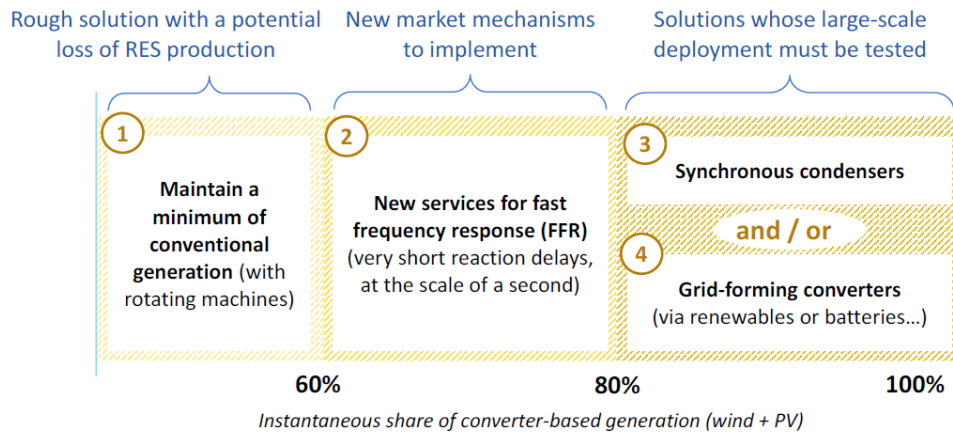 Rough solution with a potential
loss of RES production
New market mechanisms
to implement
Solutions whose large-scale
deployment must be tested
1
Maintain a
minimum of
conventional
generation (with
rotating machines)
2
New services for fast
frequency response (FFR)
(very short reaction delays,
at the scale of a second)
3
Synchronous condensers
and / or
4
Grid-forming converters
(via renewables or batteries...)
60%
80%
100%
Instantaneous share of converter-based generation (wind + PV)